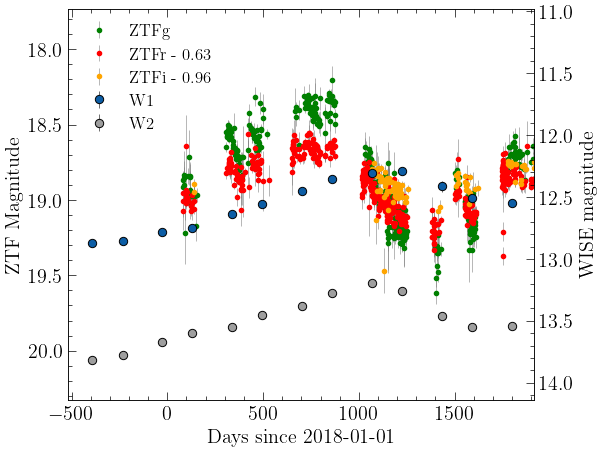 ZTFg
ZTFr - 0.63
ZTFi - 0.96
W1
W2
18.0
18.5
19.0
19.5
20.0
ZTF Magnitude
11.0
11.5
12.0
12.5
13.0
13.5
14.0
WISE magnitude
−500
0
500
1000
1500
Days since 2018-01-01